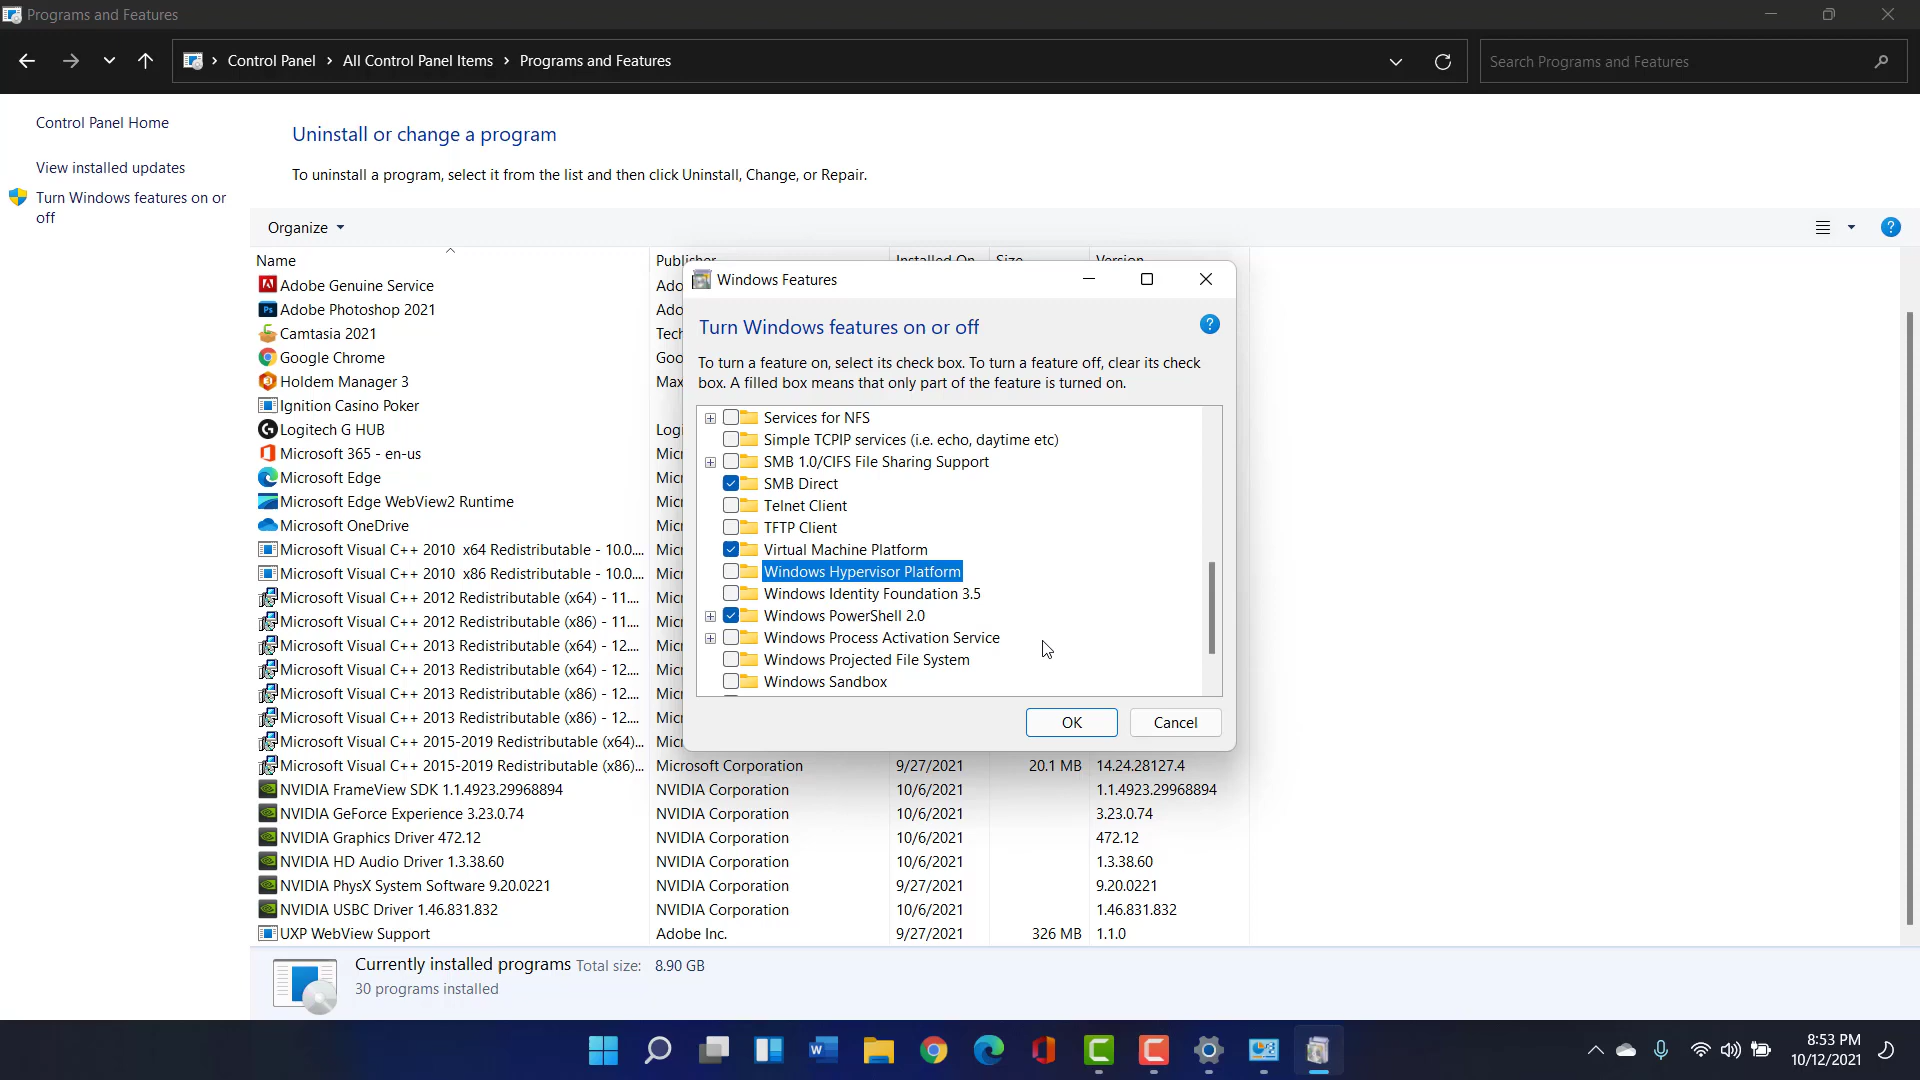 Programs and Features
Control Panel > All Control Panel Items > Programs and Features
Search Programs and Features
Control Panel Home
View installed updates
Turn Windows features on or
off
Uninstall or change a program
To uninstall a program, select it from the list and then click Uninstall, Change, or Repair.
Organize
Name
Adobe Genuine Service
Adobe Photoshop 2021
Camtasia 2021
Google Chrome
Holdem Manager 3
Ignition Casino Poker
Logitech G HUB
Microsoft 365 - en-us
Microsoft Edge
Microsoft Edge WebView2 Runtime
Microsoft OneDrive
Microsoft Visual C++ 2010 x64 Redistributable - 10.0....
Microsoft Visual C++ 2010 x86 Redistributable - 10.0....
Microsoft Visual C++ 2012 Redistributable (x64) - 11....
Microsoft Visual C++ 2012 Redistributable (x86) - 11....
Microsoft Visual C++ 2013 Redistributable (x64) - 12....
Microsoft Visual C++ 2013 Redistributable (x64) - 12....
Microsoft Visual C++ 2013 Redistributable (x86) - 12....
Microsoft Visual C++ 2013 Redistributable (x86) - 12....
Microsoft Visual C++ 2015-2019 Redistributable (x64)...
Microsoft Visual C++ 2015-2019 Redistributable (x86)... Microsoft Corporation 9/27/2021 20.1 MB 14.24.28127.4
NVIDIA FrameView SDK 1.1.4923.29968894 NVIDIA Corporation 10/6/2021 1.1.4923.29968894
NVIDIA GeForce Experience 3.23.0.74 NVIDIA Corporation 10/6/2021 3.23.0.74
NVIDIA Graphics Driver 472.12 NVIDIA Corporation 10/6/2021 472.12
NVIDIA HD Audio Driver 1.3.38.60 NVIDIA Corporation 10/6/2021 1.3.38.60
NVIDIA PhysX System Software 9.20.0221 NVIDIA Corporation 9/27/2021 9.20.0221
NVIDIA USBC Driver 1.46.831.832 NVIDIA Corporation 10/6/2021 1.46.831.832
UXP WebView Support Adobe Inc. 9/27/2021 326 MB 1.1.0
Windows Features
Turn Windows features on or off
To turn a feature on, select its check box. To turn a feature off, clear its check
box. A filled box means that only part of the feature is turned on.
Services for NFS
Simple TCPIP services (i.e. echo, daytime etc)
SMB 1.0/CIFS File Sharing Support
SMB Direct
Telnet Client
TFTP Client
Virtual Machine Platform
Windows Hypervisor Platform
Windows Identity Foundation 3.5
Windows PowerShell 2.0
Windows Process Activation Service
Windows Projected File System
Windows Sandbox
OK Cancel
Currently installed programs Total size: 8.90 GB
30 programs installed
8:53 PM
10/12/2021